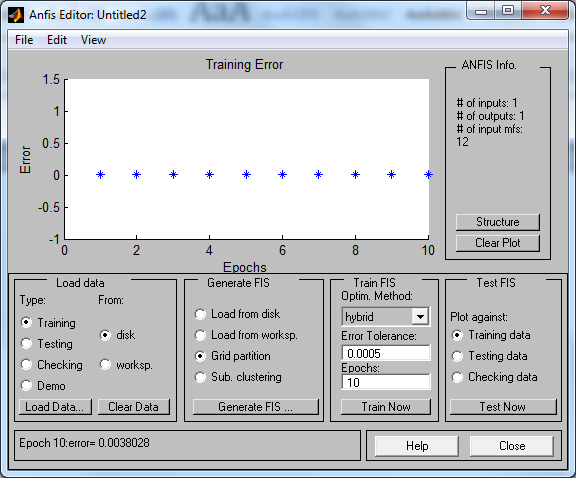 Anfis Editor: Untitled2
File Edit View
Training Error
1.5
1
0.5
0
-0.5
-1
Error
0 2 4 6 8 10
Epochs
ANFIS Info.
# of inputs: 1
# of outputs: 1
# of input mfs:
12
Structure
Clear Plot
Load data
Type: From:
Training
Testing
Checking
Demo
disk
worksp.
Load Data... Clear Data
Generate FIS
Load from disk
Load from worksp.
Grid partition
Sub. clustering
Generate FIS ...
Train FIS
Optim. Method:
hybrid
Error Tolerance:
0.0005
Epochs:
10
Train Now
Test FIS
Plot against:
Training data
Testing data
Checking data
Test Now
Epoch 10:error= 0.0038028
Help Close